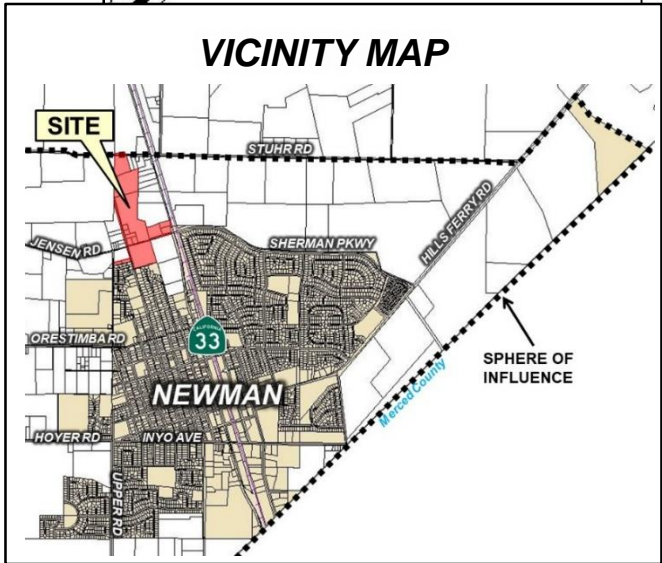 VICINITY MAP
SITE
STUHR RD
HILLS FERRY RD
JENSEN RD
SHERMAN PKWY
ORESTIMBA RD
CALIFORNIA
33
SPHERE OF
INFLUENCE
NEWMAN
Merced County
HOYER RD
INYO AVE
UPPER RD